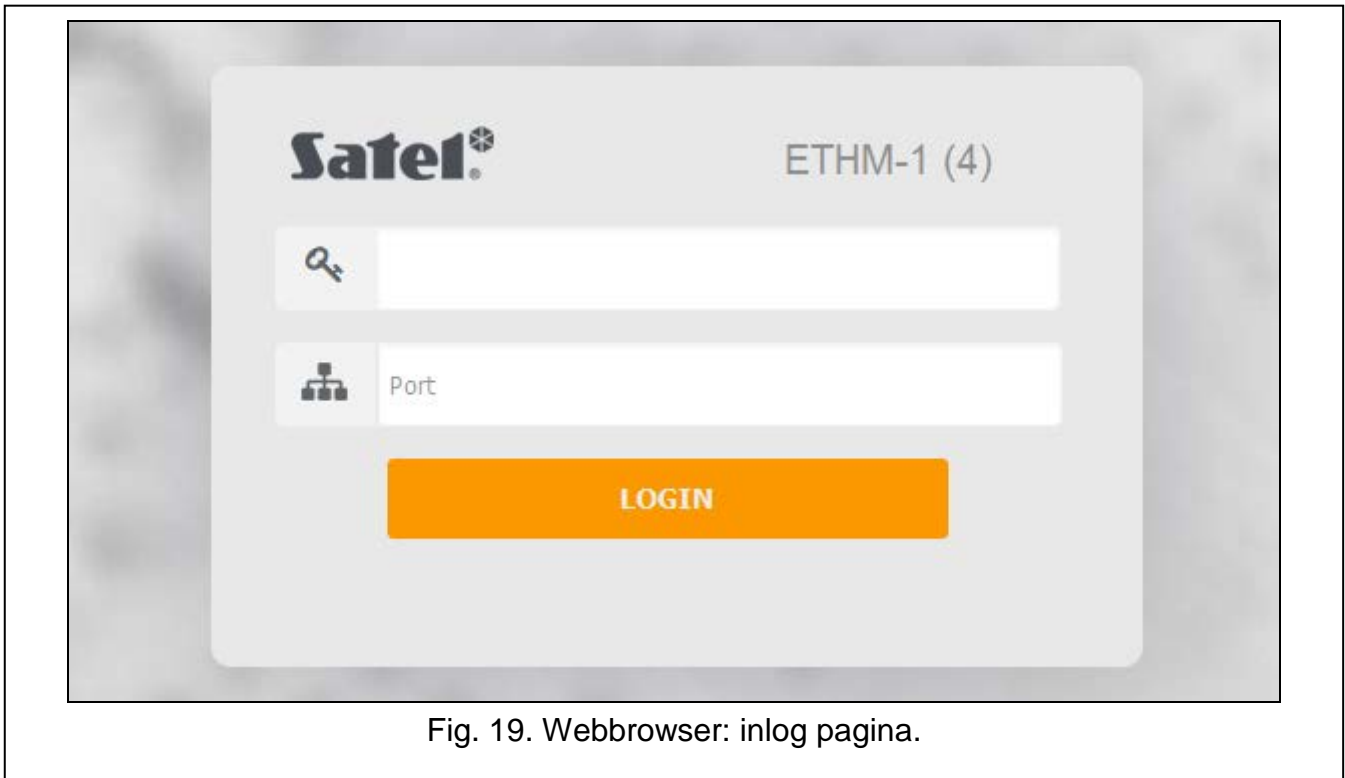 Satel®
ETHM-1 (4)
Port
LOGIN
Fig. 19. Webbrowser: inlog pagina.